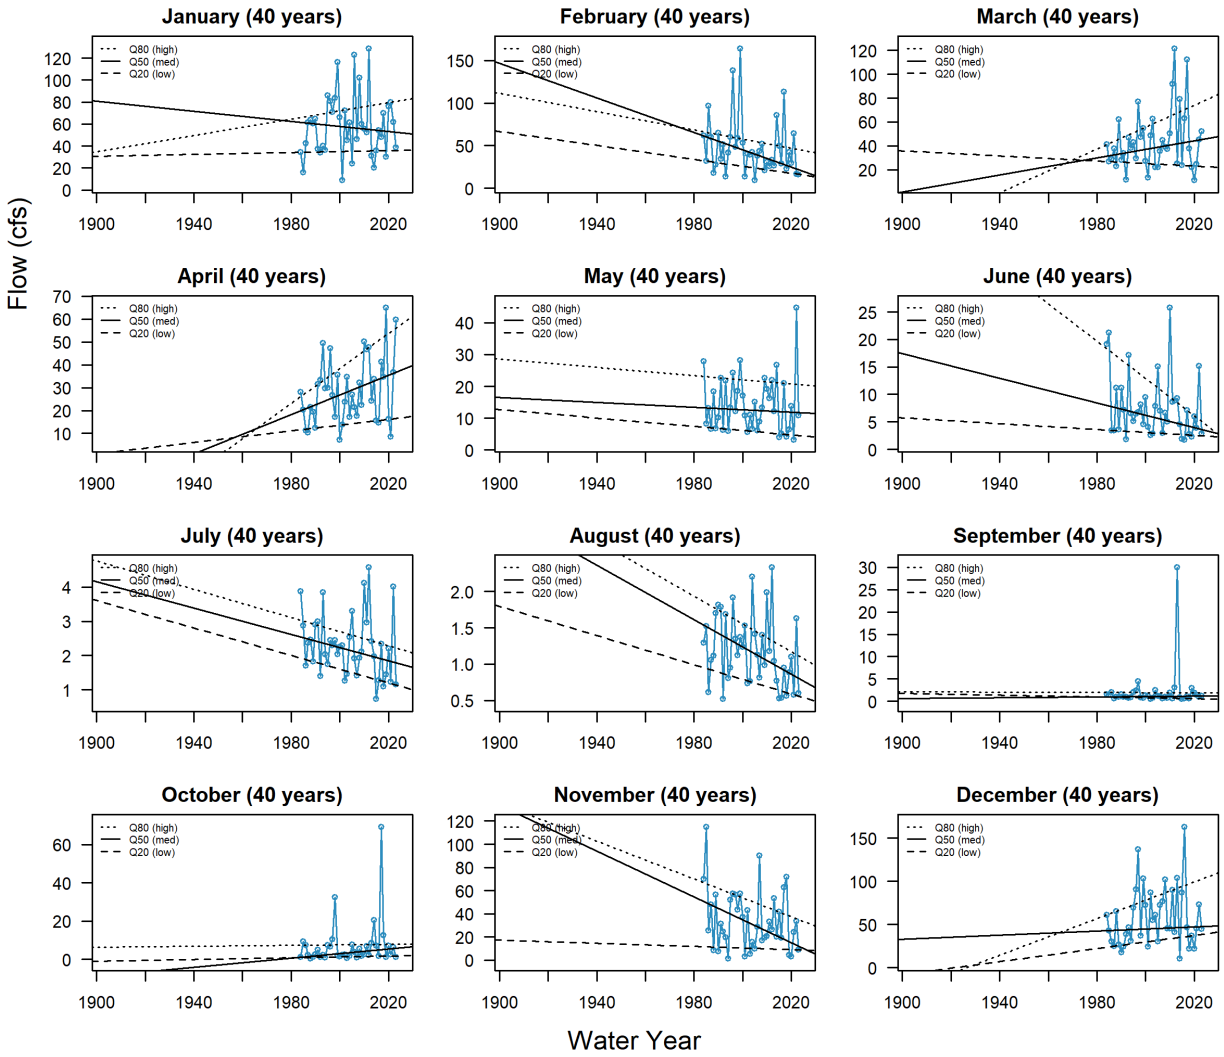 Flow (cfs)
January (40 years)
Q80 (high)
Q50 (med)
Q20 (low)
120
100
80
60
40
20
0
1900 1940 1980 2020
February (40 years)
Q80 (high)
Q50 (med)
Q20 (low)
150
100
50
0
1900 1940 1980 2020
March (40 years)
Q80 (high)
Q50 (med)
Q20 (low)
120
100
80
60
40
20
1900 1940 1980 2020
April (40 years)
Q80 (high)
Q50 (med)
Q20 (low)
70
60
50
40
30
20
10
1900 1940 1980 2020
May (40 years)
Q80 (high)
Q50 (med)
Q20 (low)
40
30
20
10
0
1900 1940 1980 2020
June (40 years)
Q80 (high)
Q50 (med)
Q20 (low)
25
20
15
10
5
0
1900 1940 1980 2020
July (40 years)
Q80 (high)
Q50 (med)
Q20 (low)
4
3
2
1
1900 1940 1980 2020
August (40 years)
Q80 (high)
Q50 (med)
Q20 (low)
2.0
1.5
1.0
0.5
1900 1940 1980 2020
September (40 years)
Q80 (high)
Q50 (med)
Q20 (low)
30
25
20
15
10
5
0
1900 1940 1980 2020
October (40 years)
Q80 (high)
Q50 (med)
Q20 (low)
60
40
20
0
1900 1940 1980 2020
November (40 years)
Q80 (high)
Q50 (med)
Q20 (low)
120
100
80
60
40
20
0
1900 1940 1980 2020
December (40 years)
Q80 (high)
Q50 (med)
Q20 (low)
150
100
50
0
1900 1940 1980 2020
Water Year